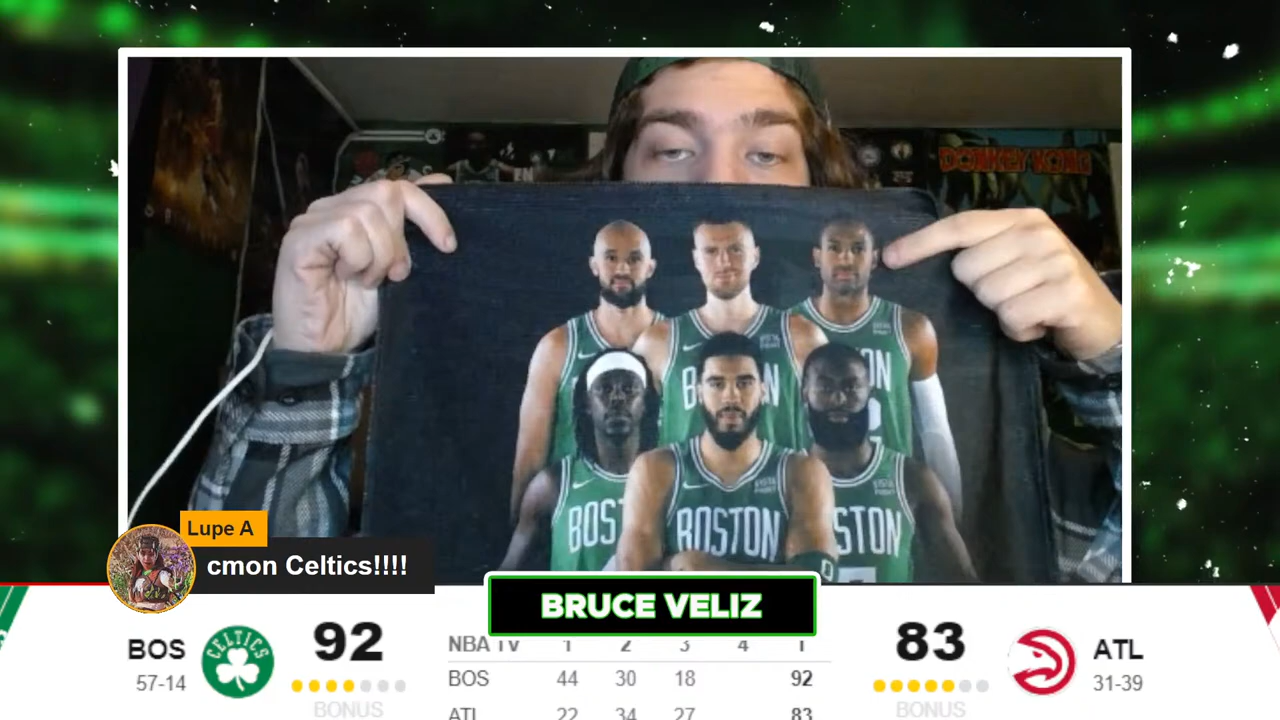 DONKEY KONG
BOSTON
BOSTON
Lupe A
cmon Celtics!!!!
BRUCE VELIZ
BOS
57-14
CELTICS
92
BONUS
NBA TV 1 2 3 4 T
BOS 44 30 18 92
ATL 22 34 27 83
83
BONUS
ATL
31-39